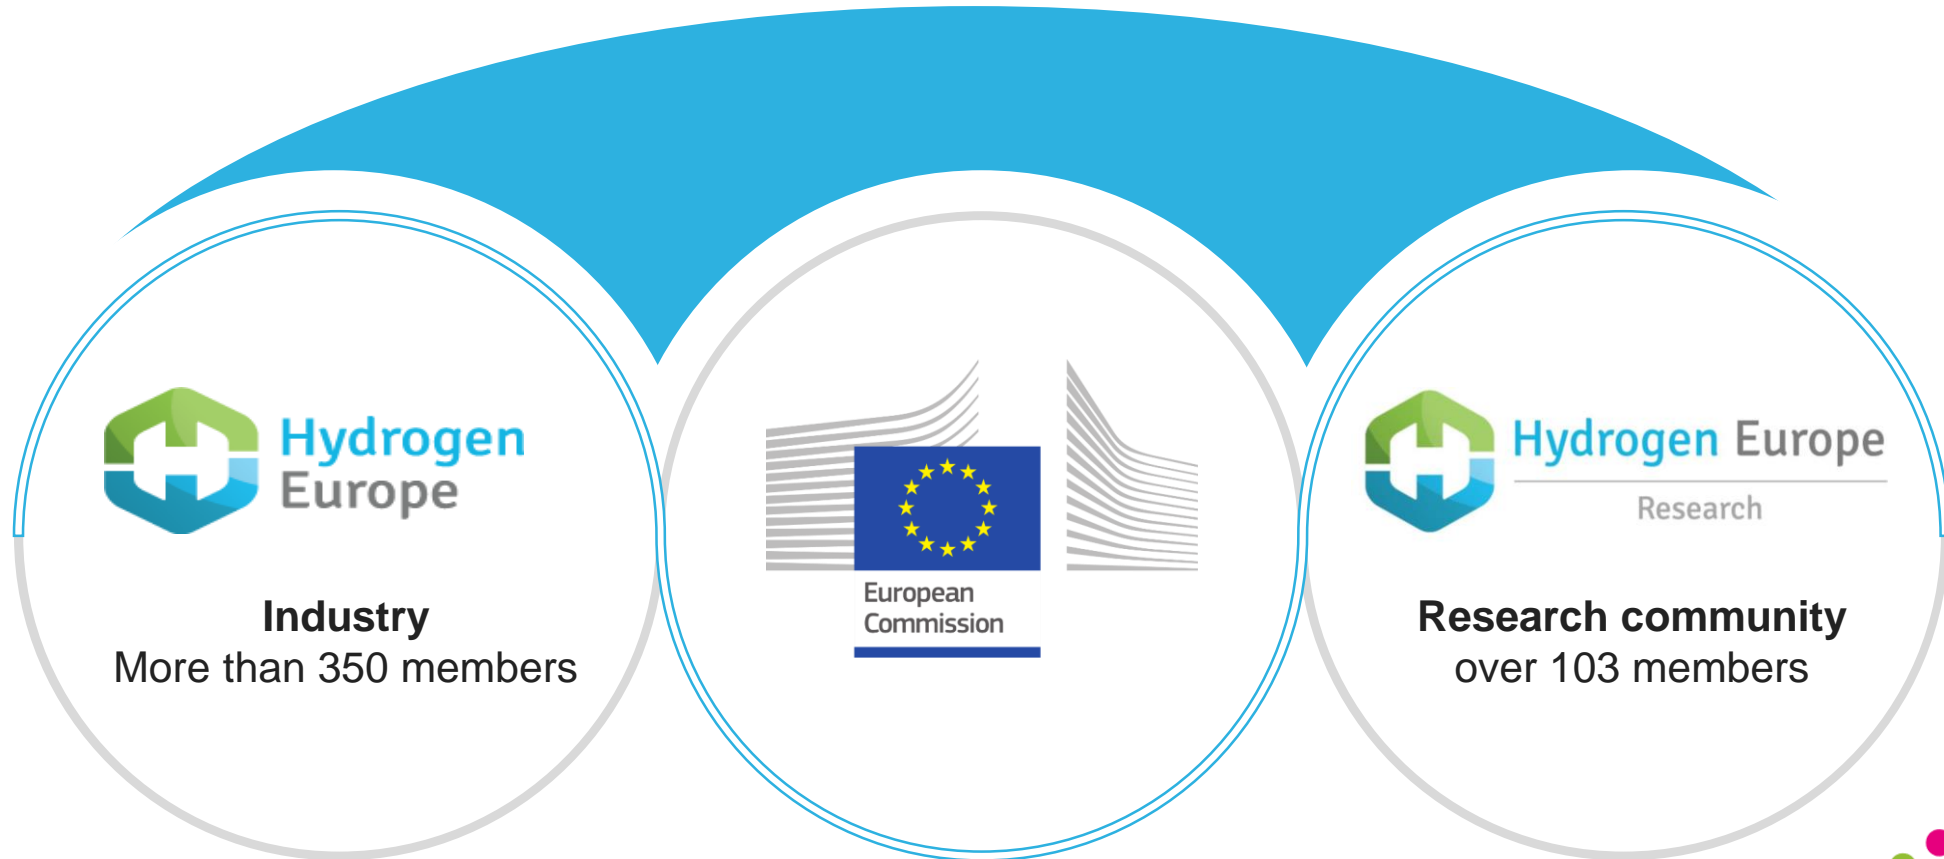 Hydrogen
Europe
Industry
More than 350 members
European
Commission
Hydrogen Europe
Research
Research community
over 103 members